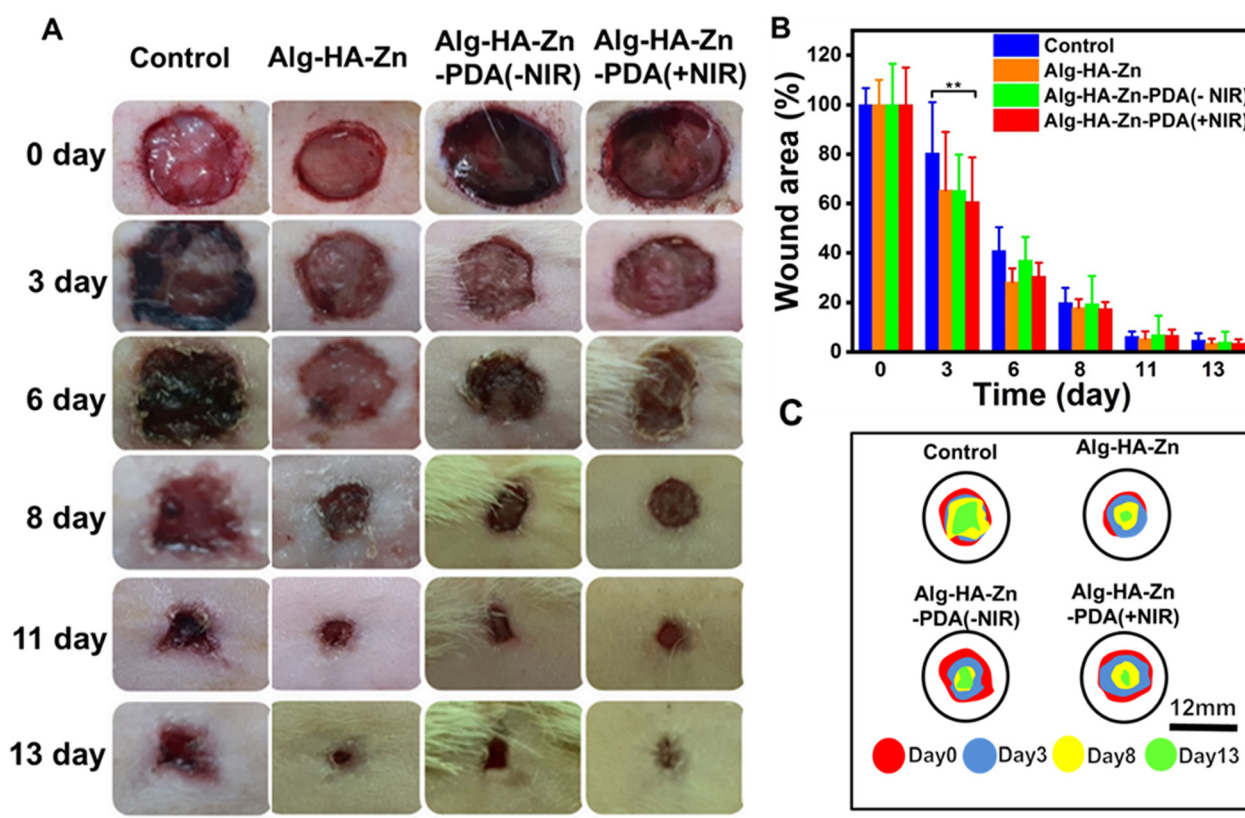 A
Control
Alg-HA-Zn
Alg-HA-Zn
-PDA(-NIR)
Alg-HA-Zn
-PDA(+NIR)
0 day
3 day
6 day
8 day
11 day
13 day
B
Wound area (%)
120
100
80
60
40
20
0
**
Control
Alg-HA-Zn
Alg-HA-Zn-PDA(- NIR)
Alg-HA-Zn-PDA(+NIR)
0 3 6 8 11 13
Time (day)
C
Control
Alg-HA-Zn
Alg-HA-Zn
-PDA(-NIR)
Alg-HA-Zn
-PDA(+NIR)
12mm
Day0 Day3 Day8 Day13